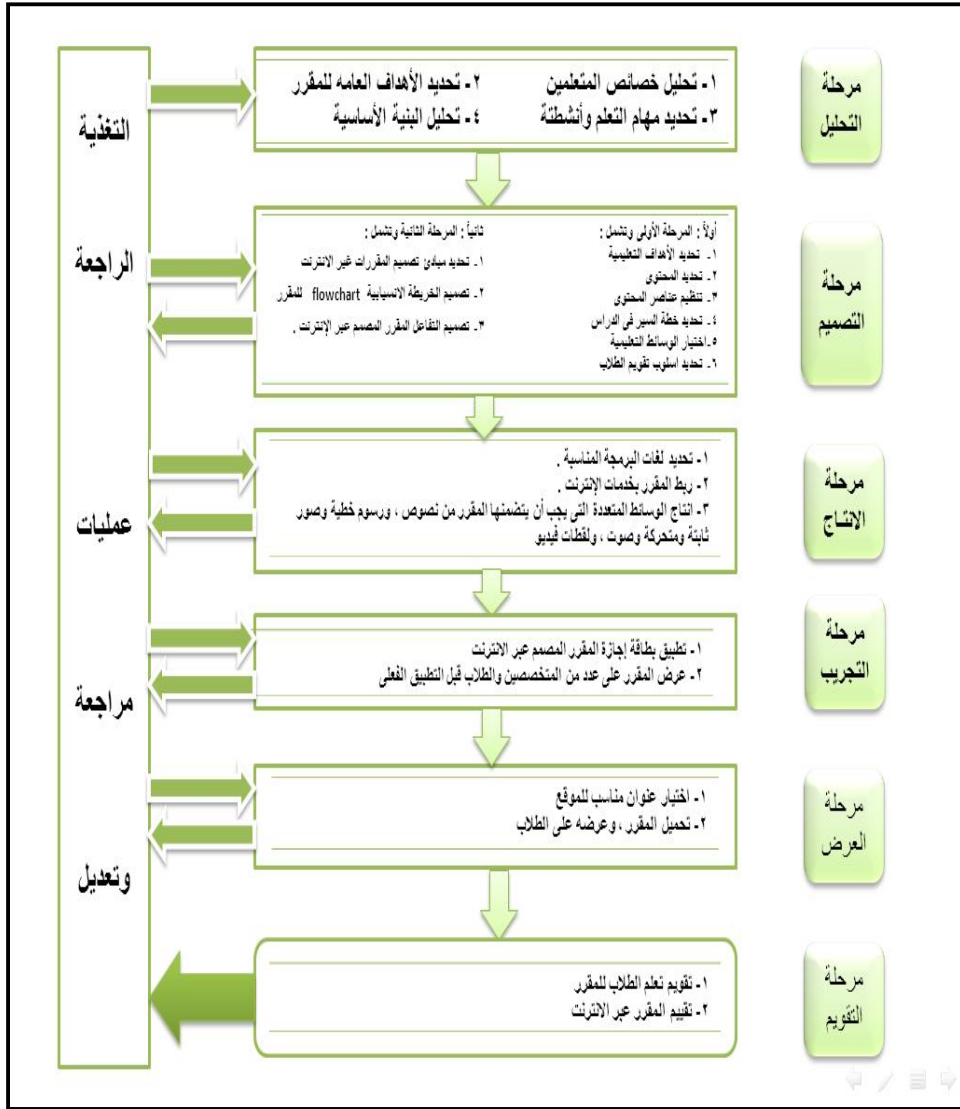 مرحلة
التحليل
١- تحليل خصائص المتعلمين ٢- تحديد الأهداف العامه للمقرر
٣- تحديد مهام التعلم وأنشطتة ٤- تحليل البنية الأساسية
مرحلة
التصميم
أولاً : المرحلة الأولى وتشمل :
١- تحديد الأهداف التعليمية
٢- تحديد المحتوى
٣- تنظيم عناصر المحتوى
٤- تحديد خطة السير فى الدراس
٥- اختيار الوسائط التعليمية
٦- تحديد اسلوب تقويم الطلاب
ثانياً : المرحلة الثانية وتشمل :
١- تحديد مبادئ تصميم المقررات عبر الانترنت
٢- تصميم الخريطة الانسيابية flowchart للمقرر
٣- تصميم التفاعل المقرر المصمم عبر الإنترنت .
مرحلة
الانتاج
١- تحديد لغات البرمجة المناسبة .
٢- ربط المقرر بخدمات الإنترنت .
٣- انتاج الوسائط المتعددة التى يجب أن يتضمنها المقرر من نصوص ، ورسوم خطية وصور
ثابتة ومتحركة وصوت ، ولقطات فيديو
مرحلة
التجريب
١- تطبيق بطاقة إجازة المقرر المصمم عبر الانترنت
٢- عرض المقرر على عدد من المتخصصين والطلاب قبل التطبيق الفعلى
مرحلة
العرض
١- اختيار عنوان مناسب للموقع
٢- تحميل المقرر ، وعرضه على الطلاب
مرحلة
التقويم
١- تقويم تعلم الطلاب للمقرر
٢- تقييم المقرر عبر الانترنت
التغذية
الراجعة
عمليات
مراجعة
وتعديل